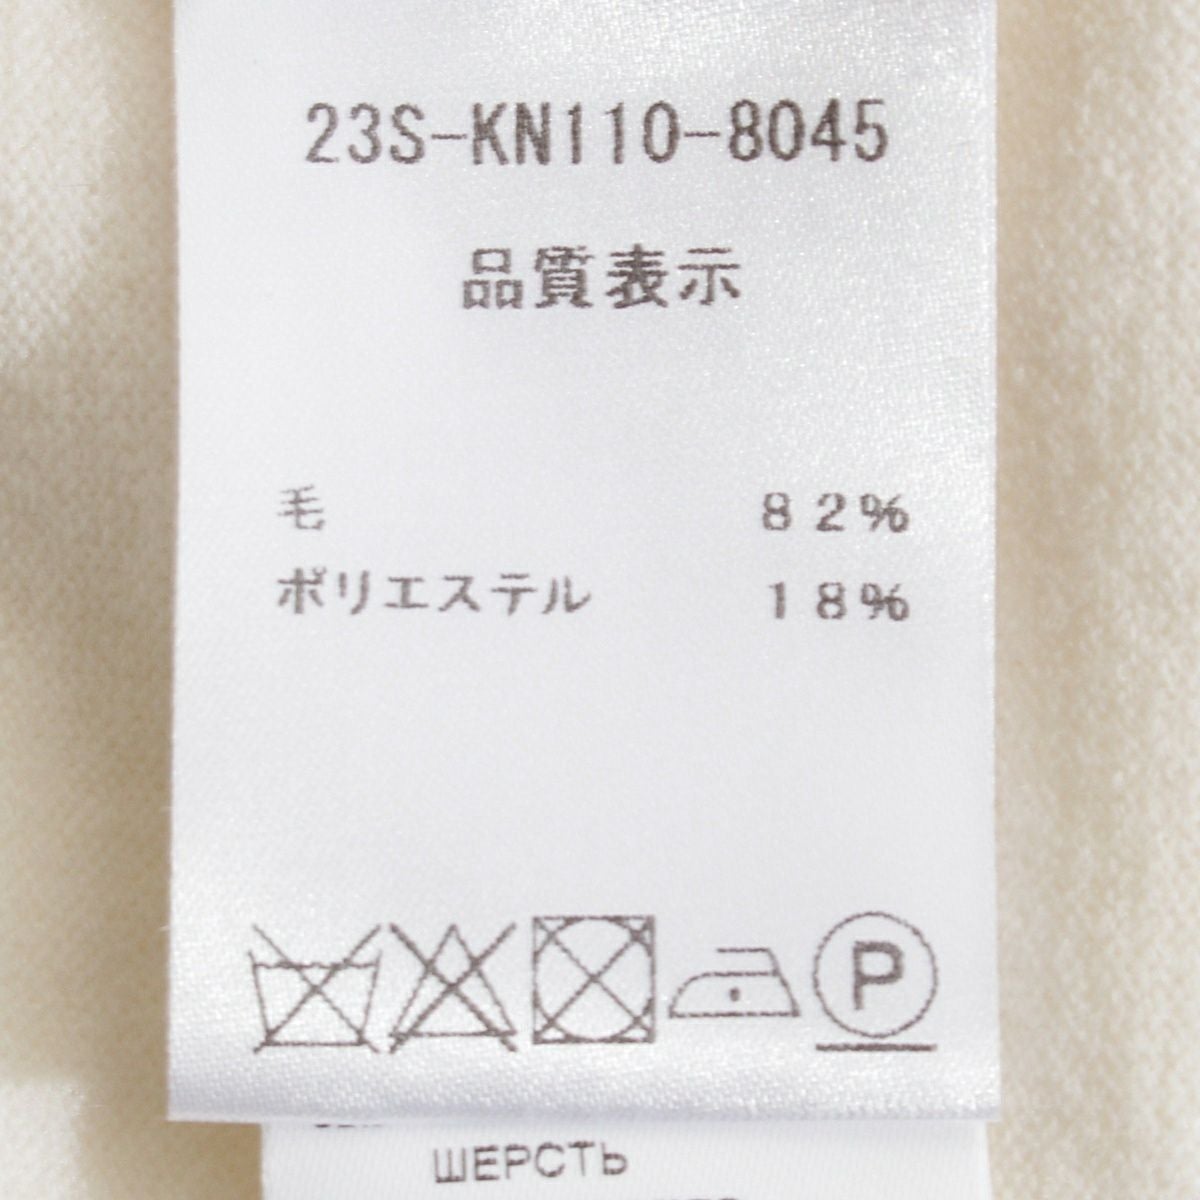 23S-KN110-8045
品質表示
毛 82%
ポリエステル 18%
P
ШЕРСТЬ